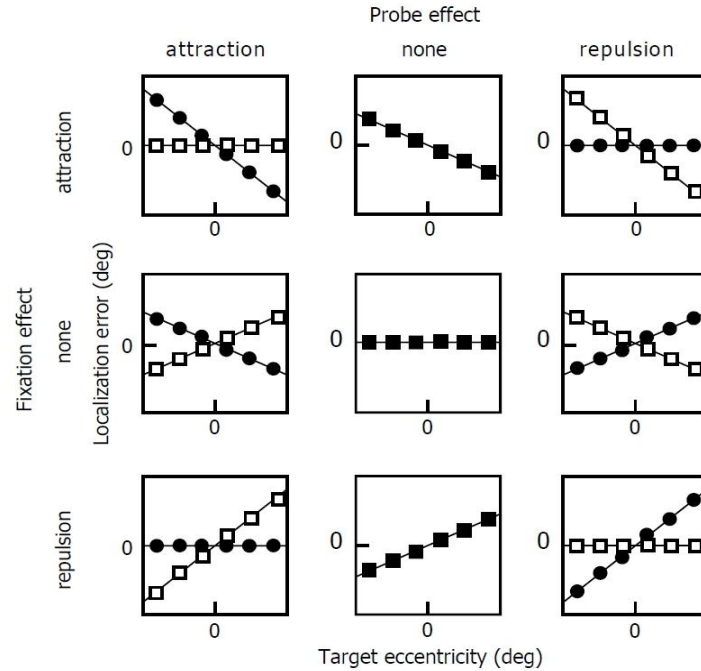 Probe effect
attraction none repulsion
Fixation effect
attraction
none
repulsion
Localization error (deg)
0 0 0
0 0 0
0 0 0
0 0 0
0 0 0
0 0 0
Target eccentricity (deg)